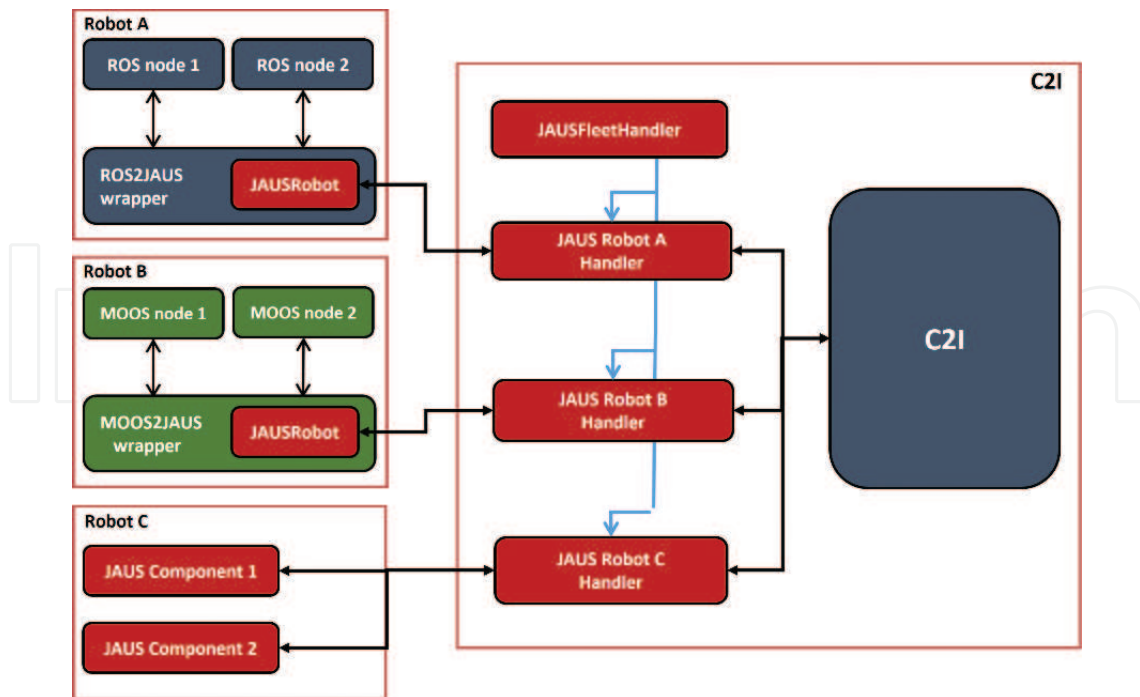 Robot A
ROS node 1
ROS node 2
ROS2JAUS
wrapper
JAUSRobot
Robot B
MOOS node 1
MOOS node 2
MOOS2JAUS
wrapper
JAUSRobot
Robot C
JAUS Component 1
JAUS Component 2
C2I
JAUSFleetHandler
JAUS Robot A
Handler
JAUS Robot B
Handler
JAUS Robot C
Handler
C2I